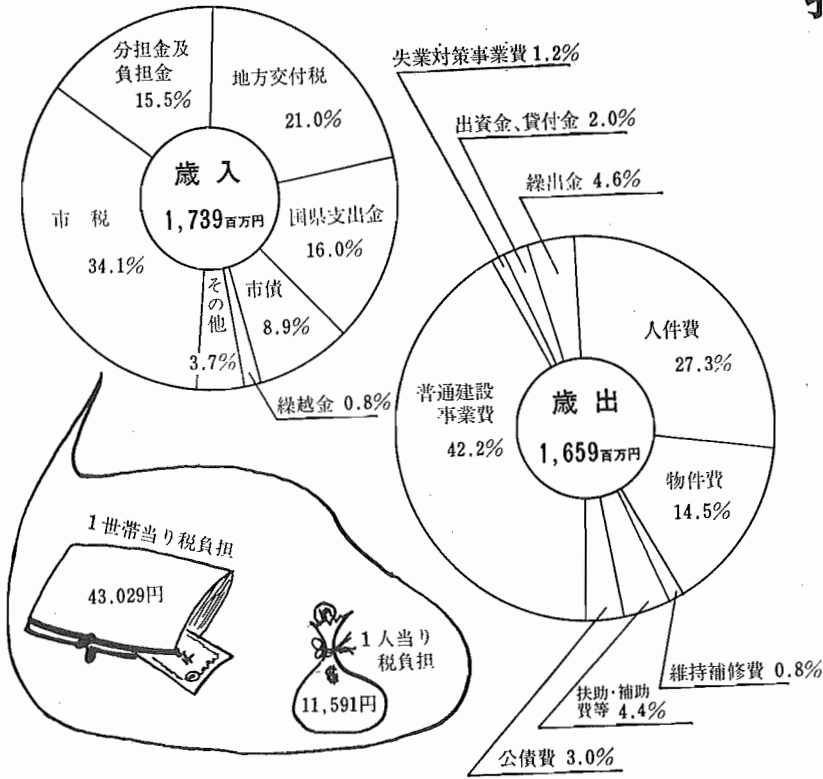 分担金及
負担金
15.5%
地方交付税
21.0%
歳入
1,739百万円
市税
34.1%
国県支出金
16.0%
市債
8.9%
その他
3.7%
繰越金 0.8%
失業対策事業費 1.2%
出資金、貸付金 2.0%
繰出金 4.6%
人件費
27.3%
普通建設
事業費
42.2%
歳出
1,659百万円
物件費
14.5%
維持補修費 0.8%
扶助・補助
費等 4.4%
公債費 3.0%
1世帯当り税負担
43.029円
1人当り
税負担
11,591円